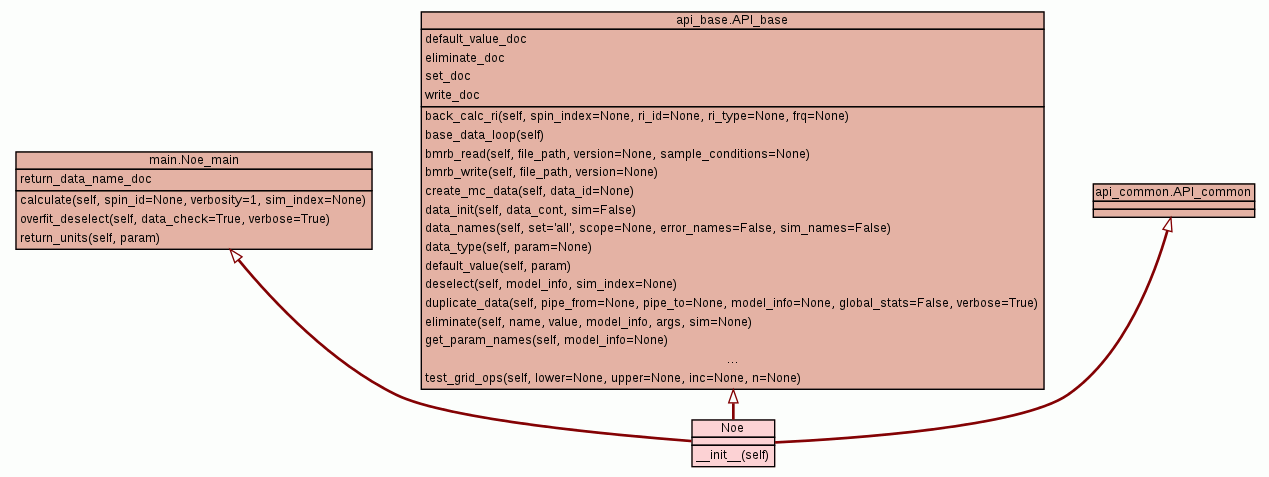 api_base.API_base
default_value_doc
eliminate_doc
set_doc
write_doc
back_calc_ri(self, spin_index=None, ri_id=None, ri_type=None, frq=None)
base_data_loop(self)
bmrb_read(self, file_path, version=None, sample_conditions=None)
bmrb_write(self, file_path, version=None)
create_mc_data(self, data_id=None)
data_init(self, data_cont, sim=False)
data_names(self, set='all', scope=None, error_names=False, sim_names=False)
data_type(self, param=None)
default_value(self, param)
deselect(self, model_info, sim_index=None)
duplicate_data(self, pipe_from=None, pipe_to=None, model_info=None, global_stats=False, verbose=True)
eliminate(self, name, value, model_info, args, sim=None)
get_param_names(self, model_info=None)
...
test_grid_ops(self, lower=None, upper=None, inc=None, n=None)
main.Noe_main
return_data_name_doc
calculate(self, spin_id=None, verbosity=1, sim_index=None)
overfit_deselect(self, data_check=True, verbose=True)
return_units(self, param)
api_common.API_common
Noe
__init__(self)